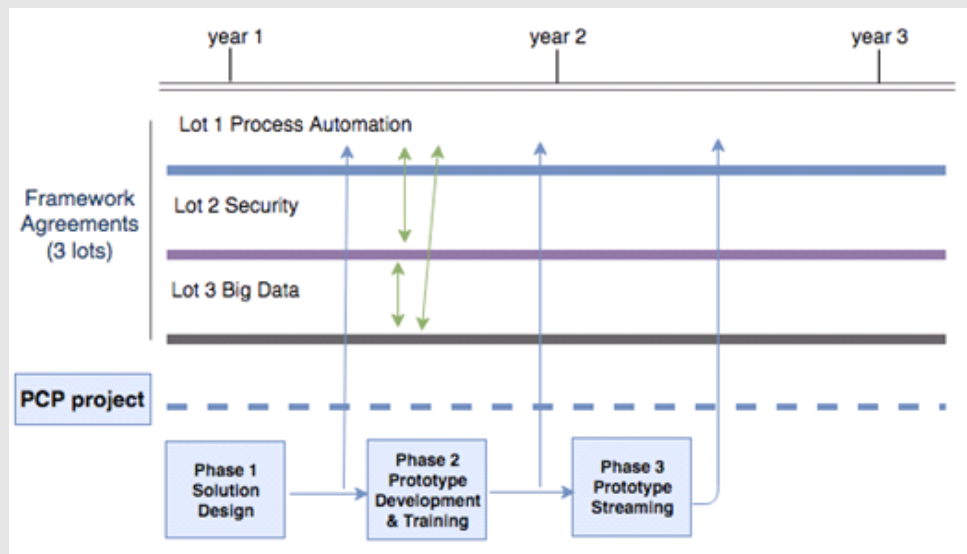 year 1
year 2
year 3
Lot 1 Process Automation
Framework
Agreements
(3 lots)
Lot 2 Security
Lot 3 Big Data
PCP project
Phase 1
Solution
Design
Phase 2
Prototype
Development
& Training
Phase 3
Prototype
Streaming